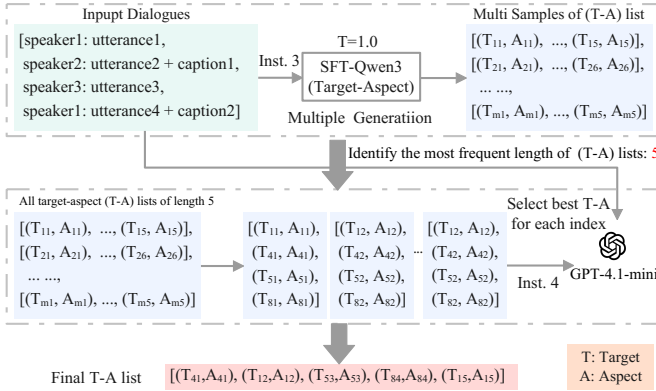 Inpupt Dialogues
[speaker1: utterance1,
speaker2: utterance2 + caption1,
speaker3: utterance3,
speaker1: utterance4 + caption2]
Inst. 3
T=1.0
SFT-Qwen3
(Target-Aspect)
Multiple Generatiion
Multi Samples of (T-A) list
[(T11, A11), ..., (T15, A15)],
[(T21, A21), ..., (T26, A26)],
... ...,
[(Tm1, Am1), ..., (Tm5, Am5)]
Identify the most frequent length of (T-A) lists: 5
All target-aspect (T-A) lists of length 5
[(T11, A11), ..., (T15, A15)],
[(T21, A21), ..., (T26, A26)],
... ...,
[(Tm1, Am1), ..., (Tm5, Am5)]
[(T11, A11),
(T41, A41),
(T51, A51),
(T81, A81)]
[(T12, A12),
(T42, A42),
(T52, A52),
(T82, A82)]
...
[(T12, A12),
(T42, A42),
(T52, A52),
(T82, A82)]
Select best T-A
for each index
Inst. 4
GPT-4.1-mini
Final T-A list
[(T41,A41), (T12,A12), (T53,A53), (T84,A84), (T15,A15)]
T: Target
A: Aspect